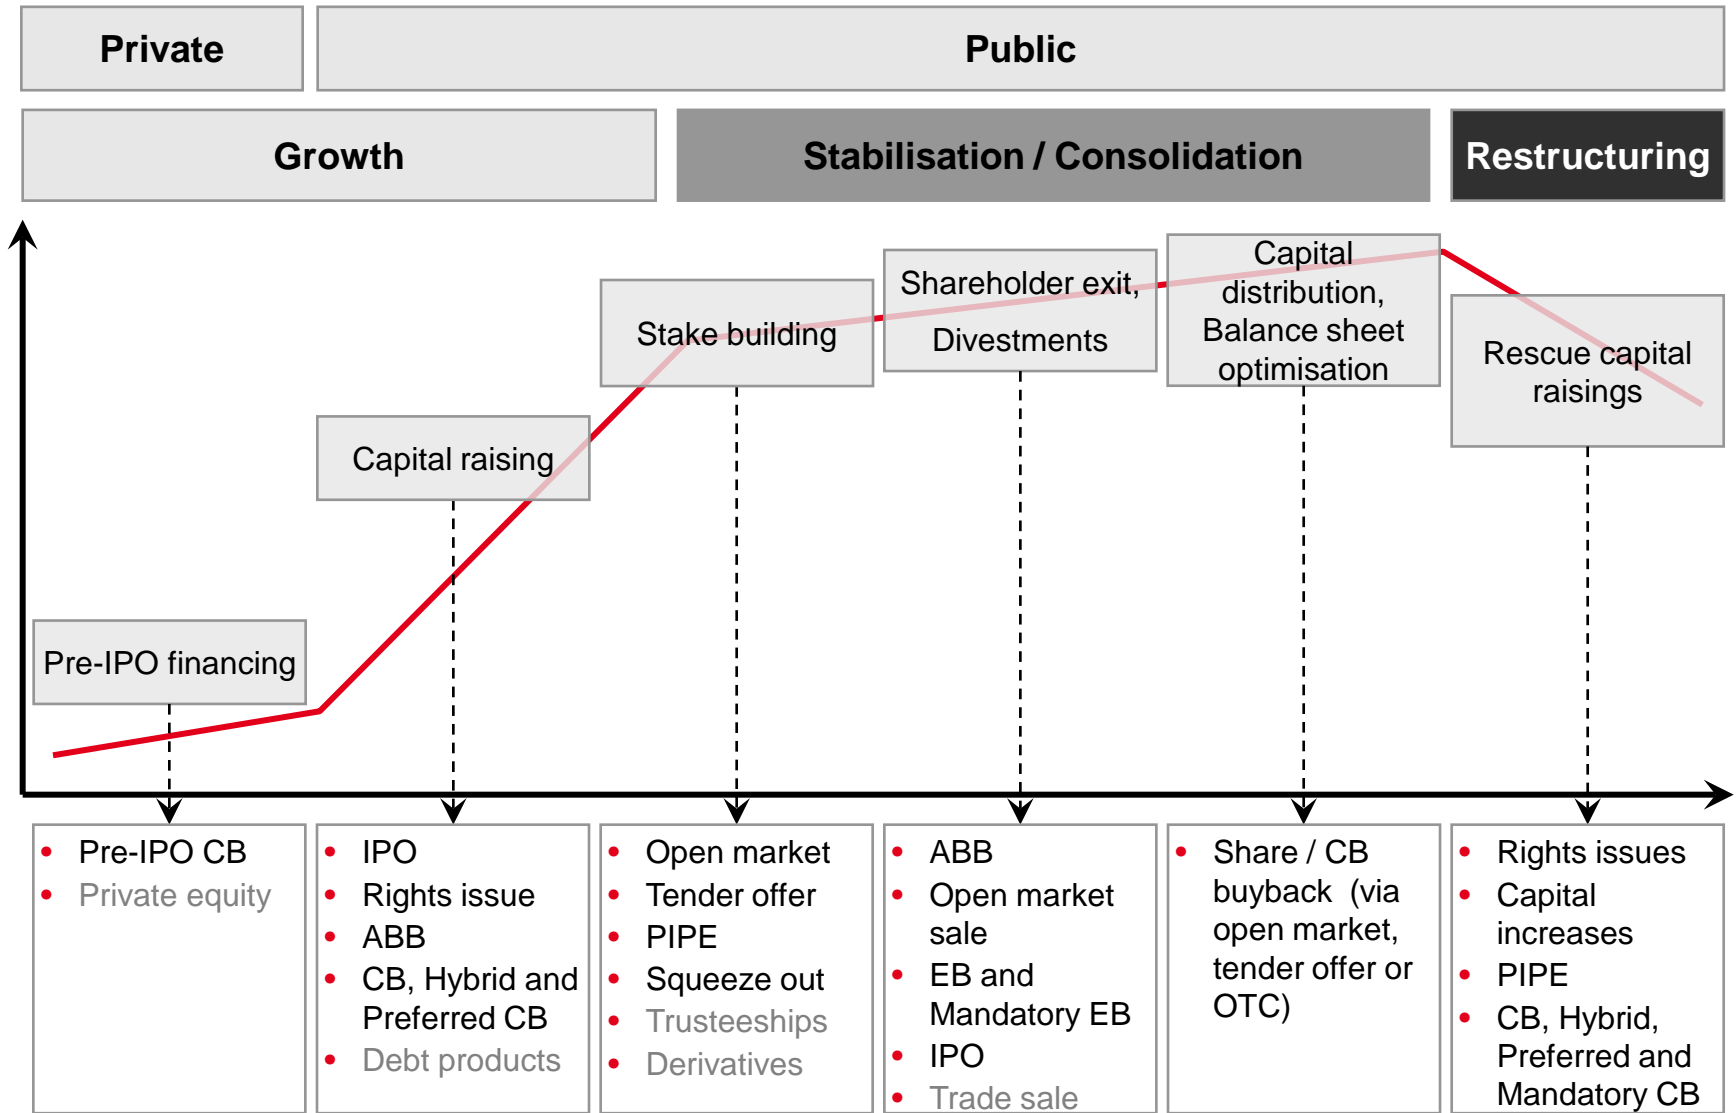 Private
Public
Growth
Stabilisation / Consolidation
Restructuring
Pre-IPO financing
Capital raising
Stake building
Shareholder exit,
Divestments
Capital
distribution,
Balance sheet
optimisation
Rescue capital
raisings
• Pre-IPO CB
• Private equity
• IPO
• Rights issue
• ABB
• CB, Hybrid and
Preferred CB
• Debt products
• Open market
• Tender offer
• PIPE
• Squeeze out
• Trusteeships
• Derivatives
• ABB
• Open market
sale
• EB and
Mandatory EB
• IPO
• Trade sale
• Share / CB
buyback (via
open market,
tender offer or
OTC)
• Rights issues
• Capital
increases
• PIPE
• CB, Hybrid,
Preferred and
Mandatory CB